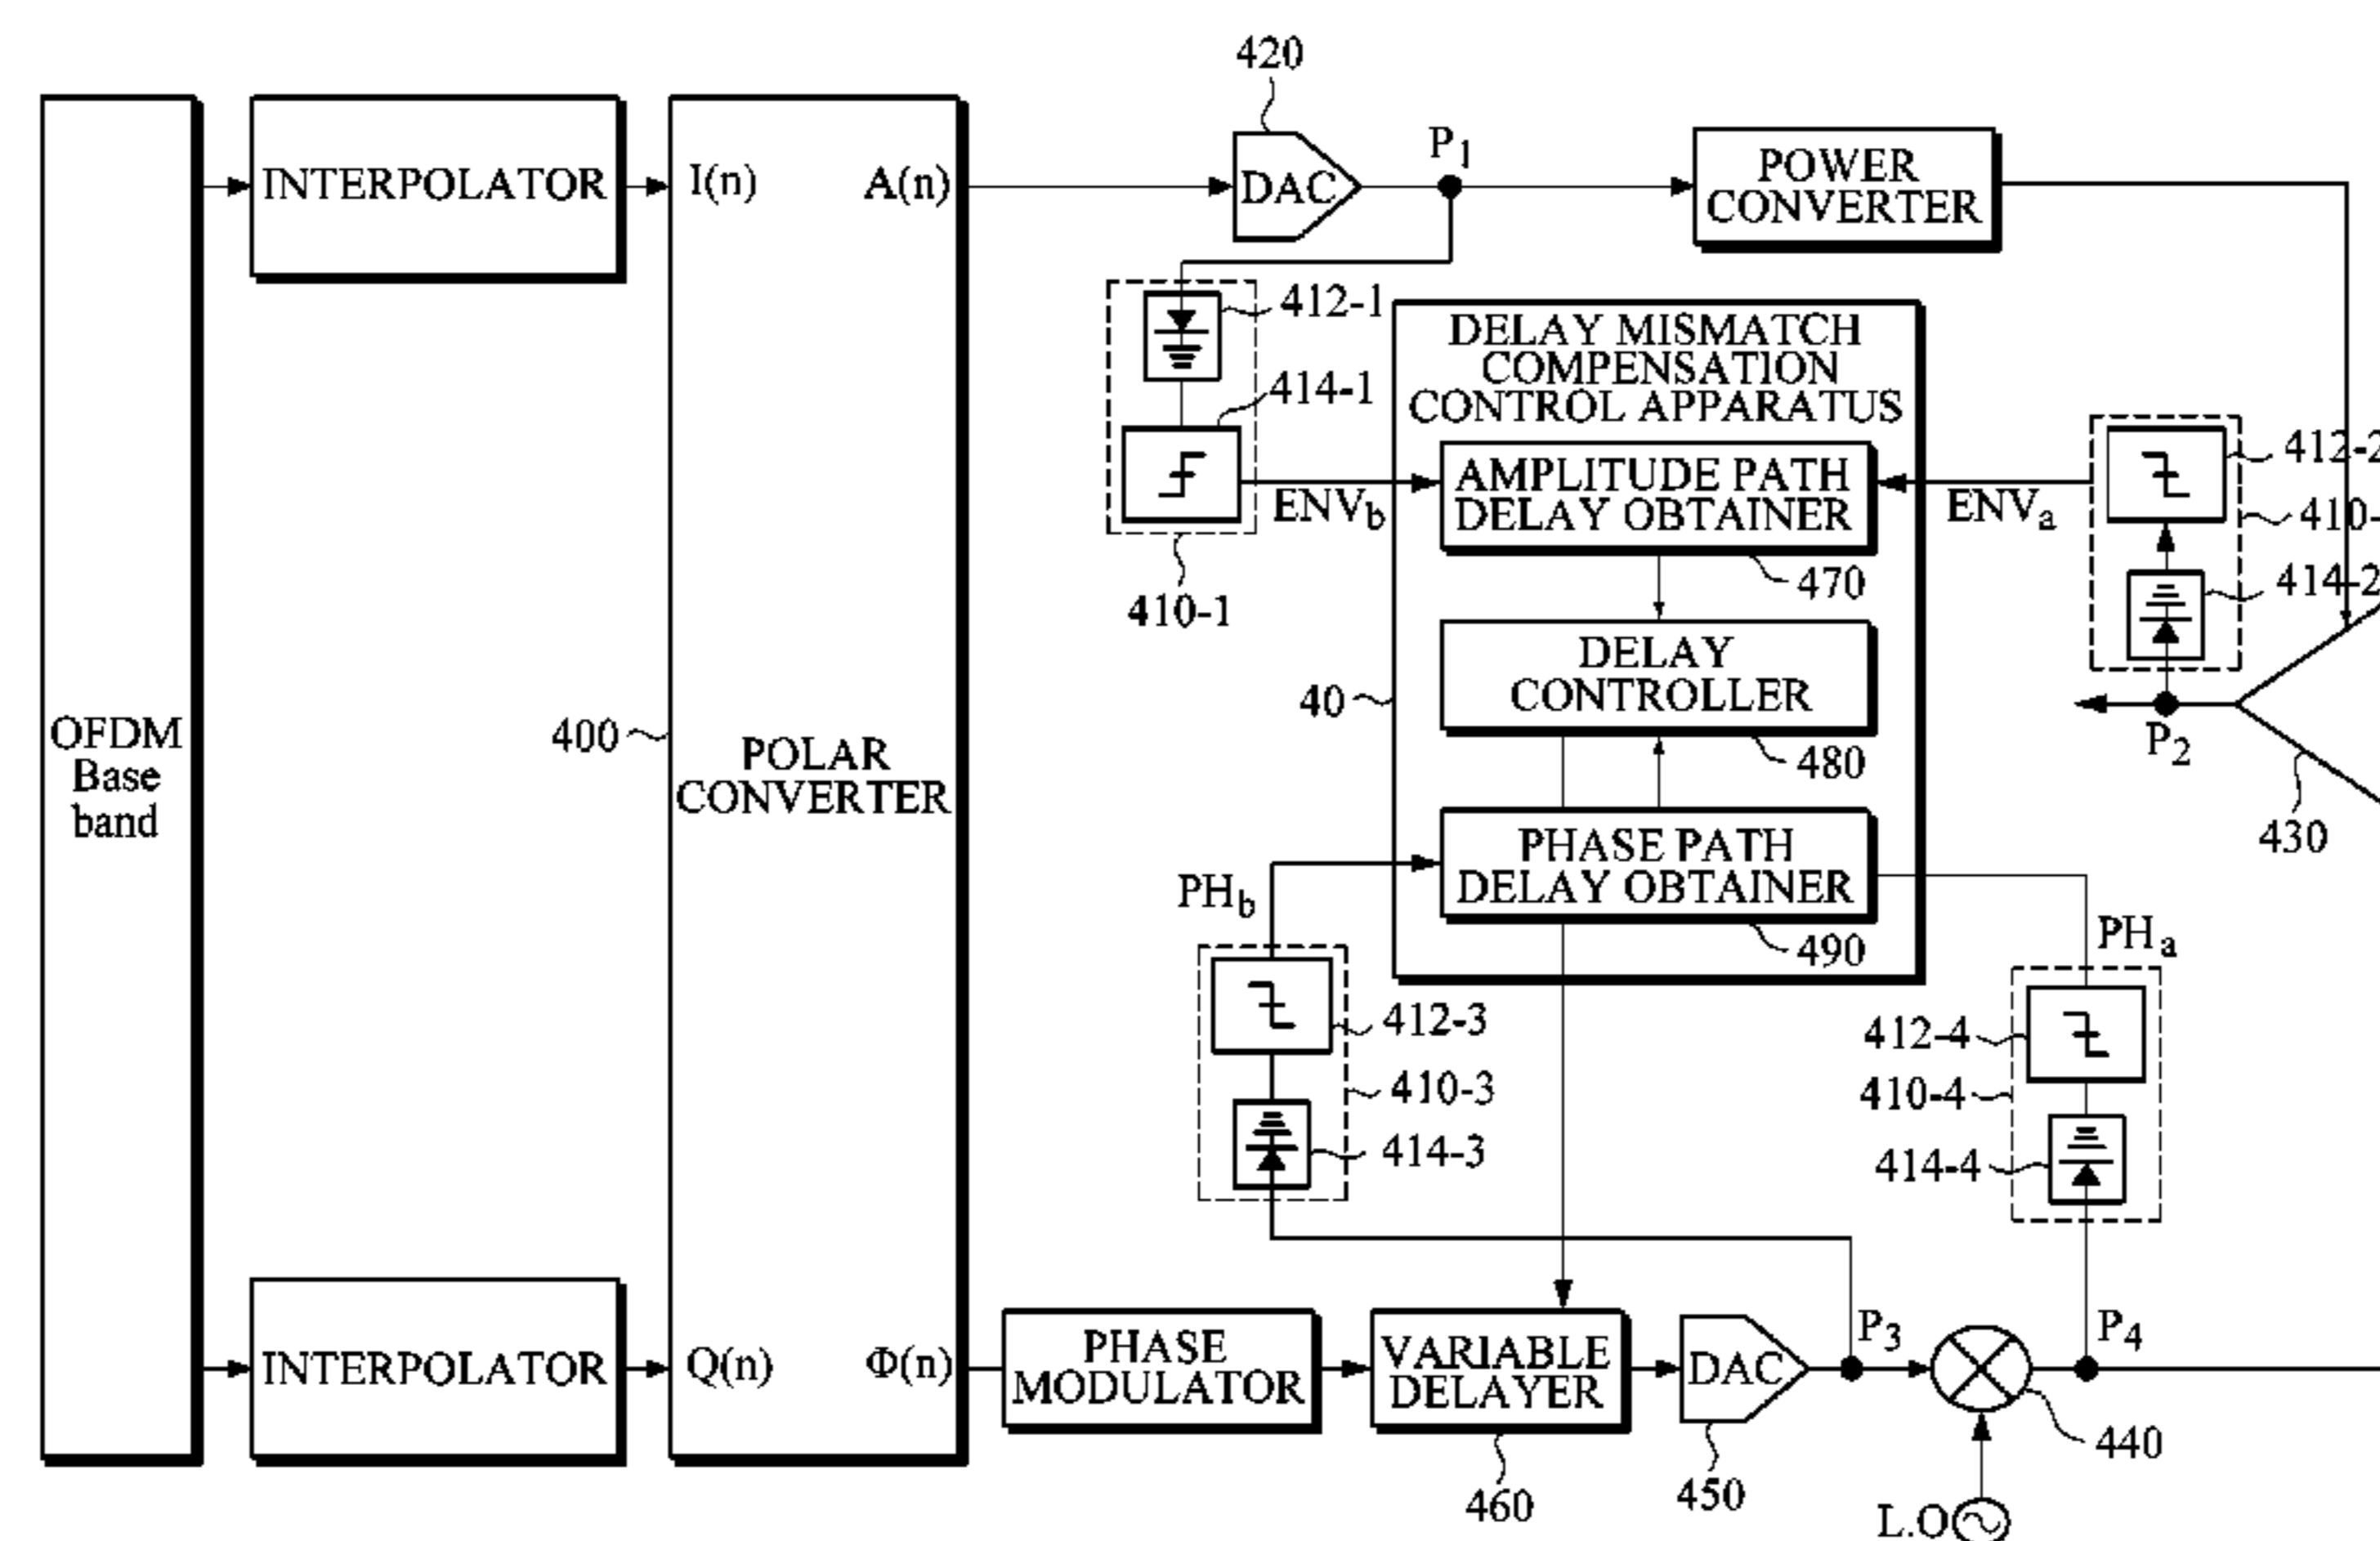 420
P1
INTERPOLATOR
I(n)
A(n)
DAC
POWER
CONVERTER
412-1
414-1
410-1
DELAY MISMATCH
COMPENSATION
CONTROL APPARATUS
AMPLITUDE PATH
DELAY OBTAINER
ENVb
ENVa
470
412-2
410-
414-2
DELAY
CONTROLLER
40
480
P2
430
OFDM
Base
band
400
POLAR
CONVERTER
PHASE PATH
DELAY OBTAINER
490
PHb
PHa
412-3
410-3
414-3
412-4
410-4
414-4
INTERPOLATOR
Q(n)
Φ(n)
PHASE
MODULATOR
VARIABLE
DELAYER
DAC
P3
P4
460
450
440
L.O